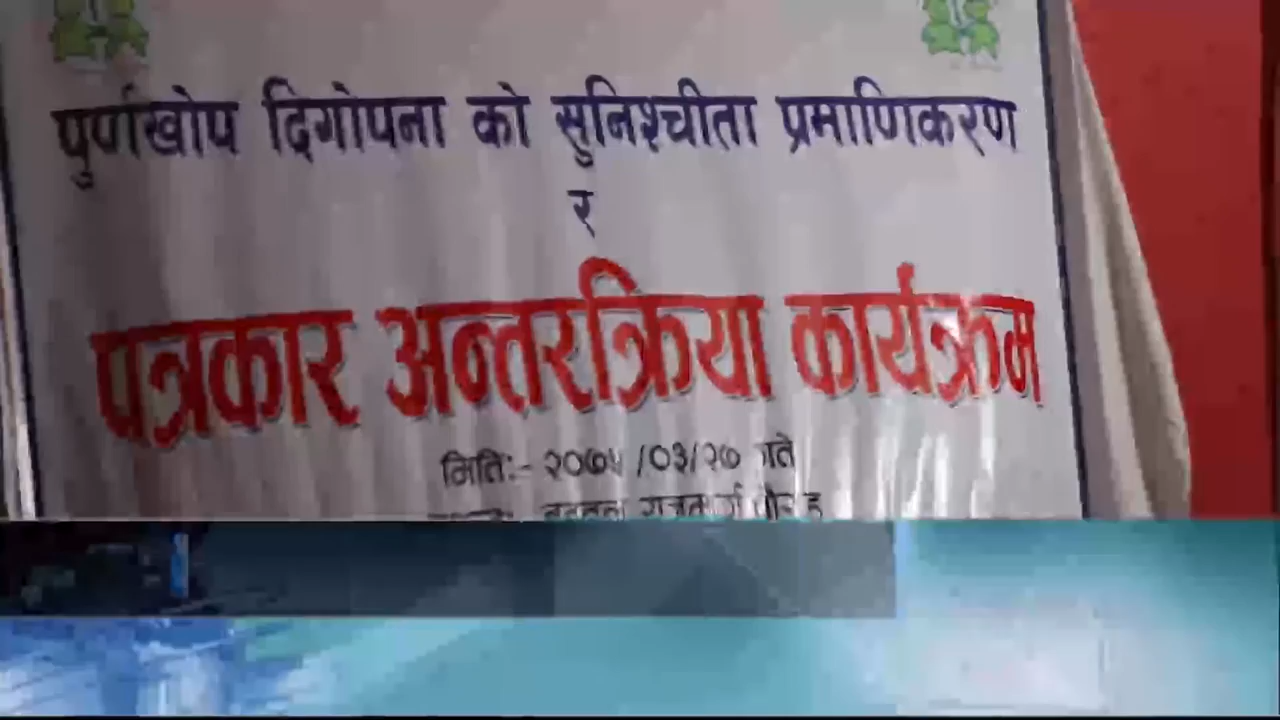 पुर्णखोप दिगोपना को सुनिश्चीता प्रमाणिकरण
र
पत्रकार अन्तरक्रिया कार्यक्रम
मितिः- २०७५ /०३/२७ गते